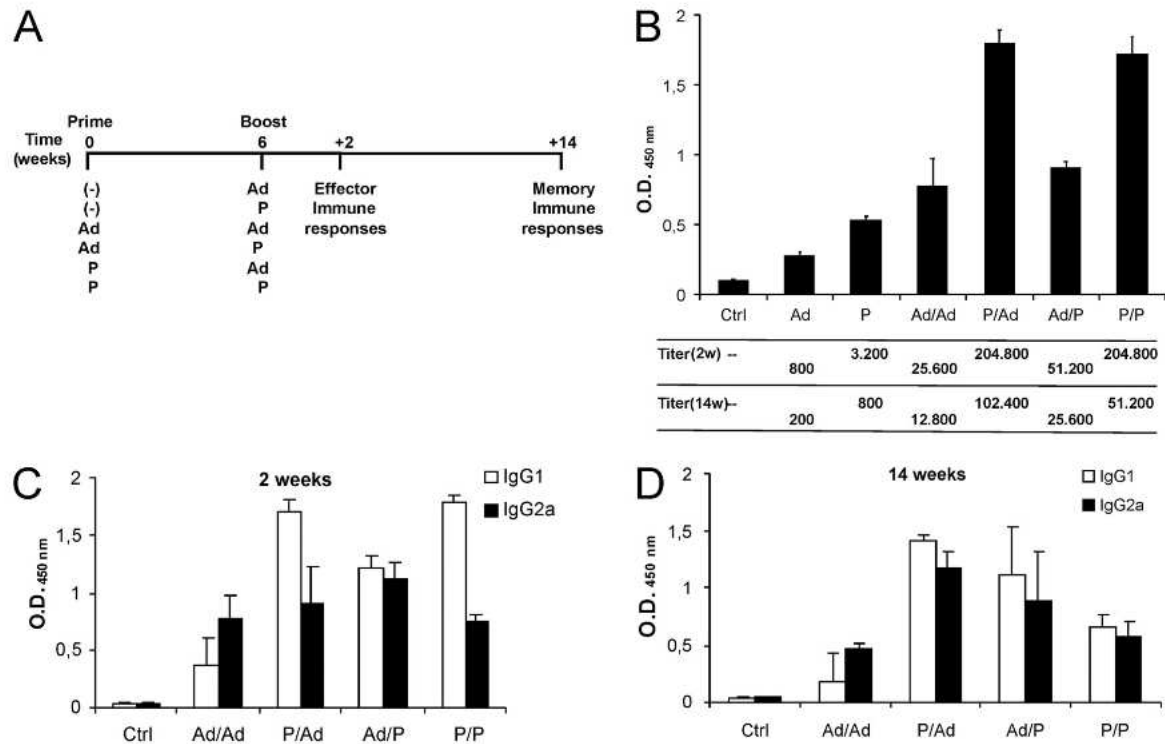 A
Prime Boost
Time 0 6 +2 +14
(weeks)
(-) Ad Effector Memory
(-) P Immune Immune
Ad Ad responses responses
Ad P
P Ad
P P
B
2
1,5
1
0,5
0
O.D. 450 nm
Ctrl Ad P Ad/Ad P/Ad Ad/P P/P
Titer(2w) -- 800 3.200 25.600 204.800 51.200 204.800
Titer(14w)-- 200 800 12.800 102.400 25.600 51.200
C
2 weeks
IgG1
IgG2a
2
1,5
1
0,5
0
O.D. 450 nm
Ctrl Ad/Ad P/Ad Ad/P P/P
D
14 weeks
IgG1
IgG2a
2
1,5
1
0,5
0
O.D. 450 nm
Ctrl Ad/Ad P/Ad Ad/P P/P